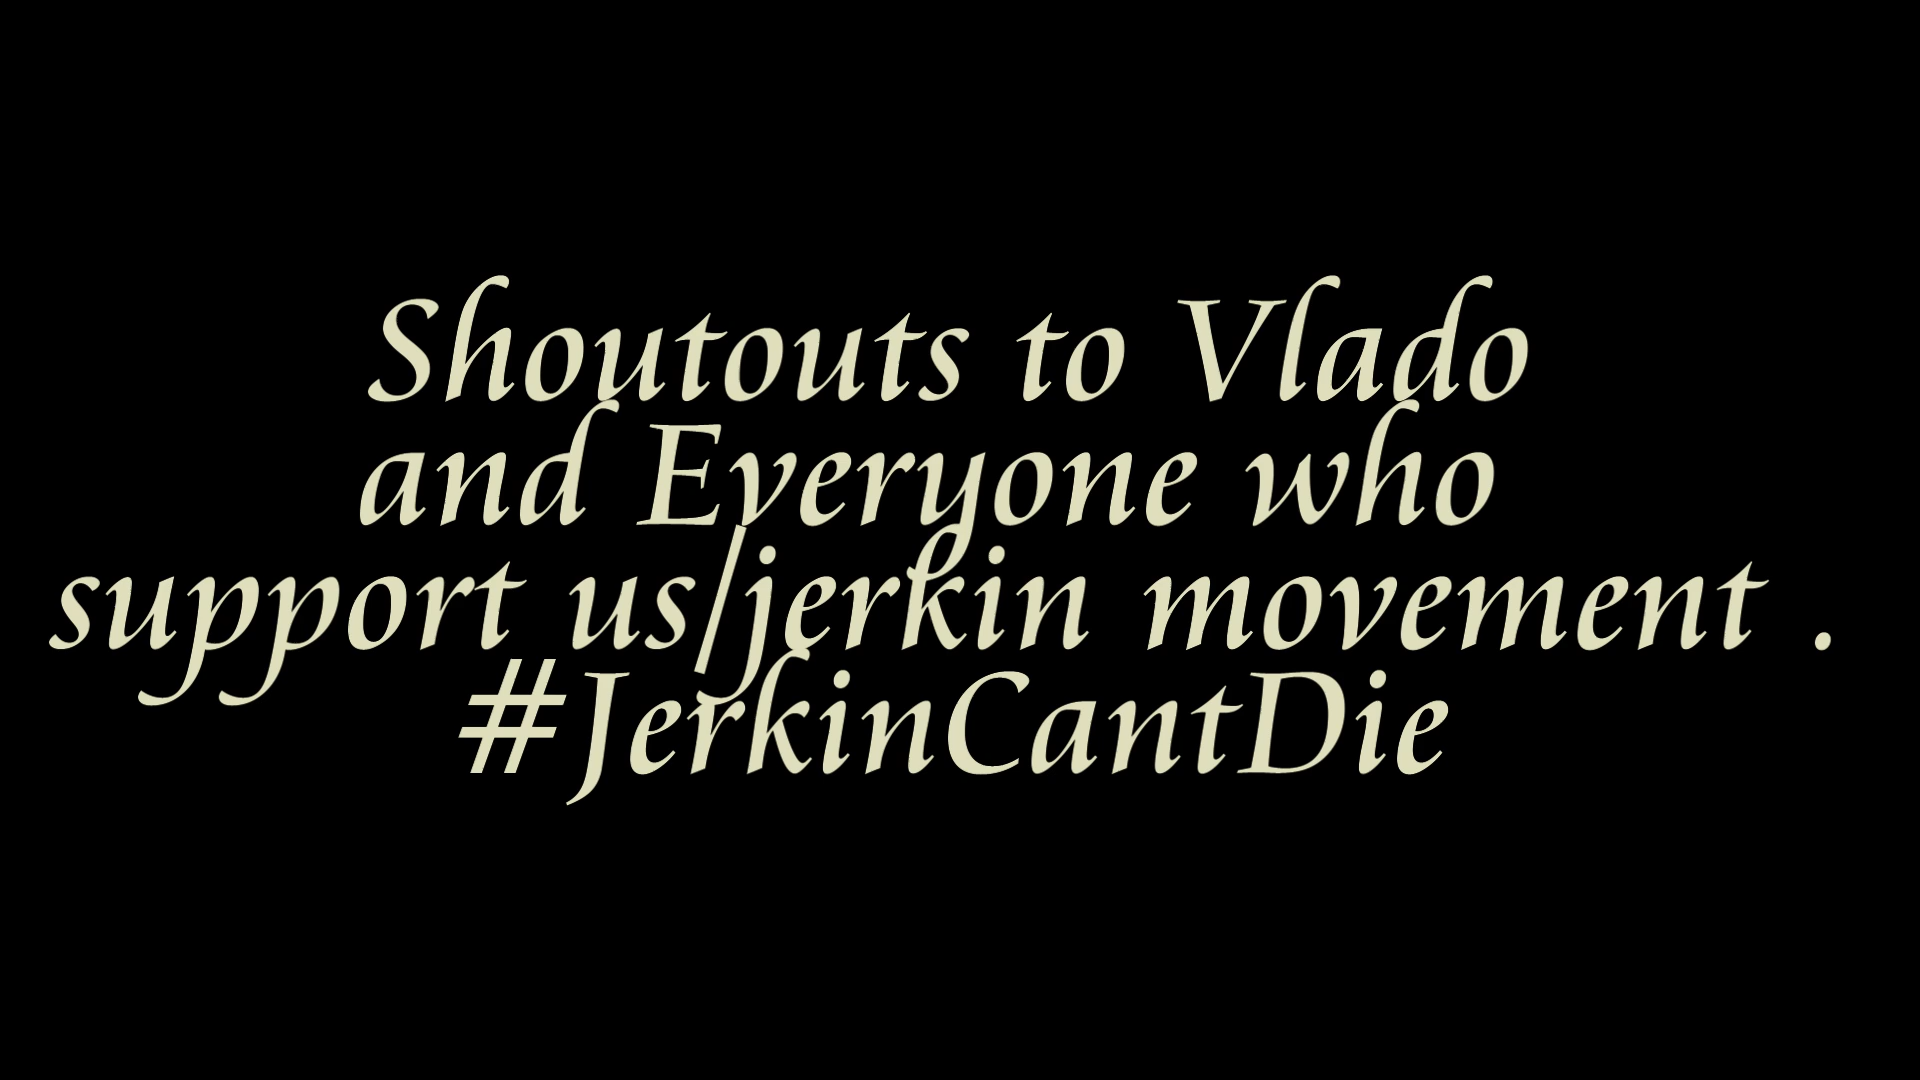 Shoutouts to Vlado
and Everyone who
support us/jerkin movement .
#JerkinCantDie